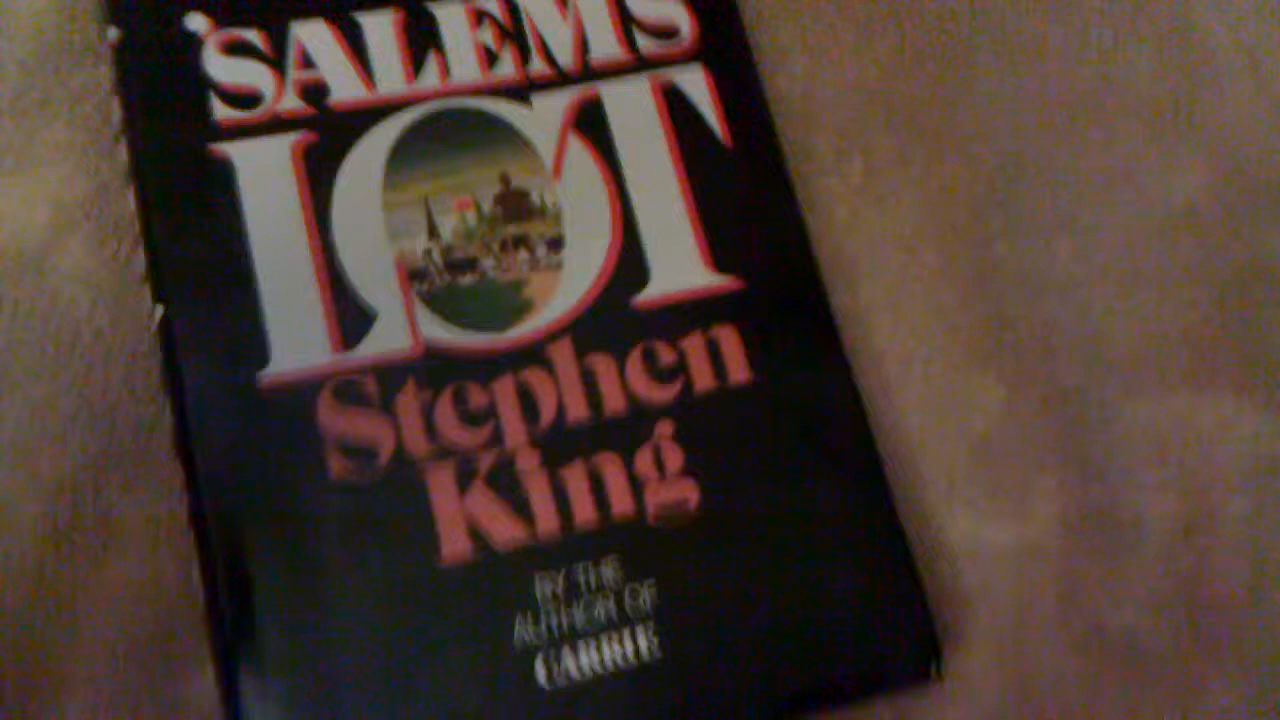 'SALEM'S
LOT
Stephen
King
BY THE
AUTHOR OF
CARRIE